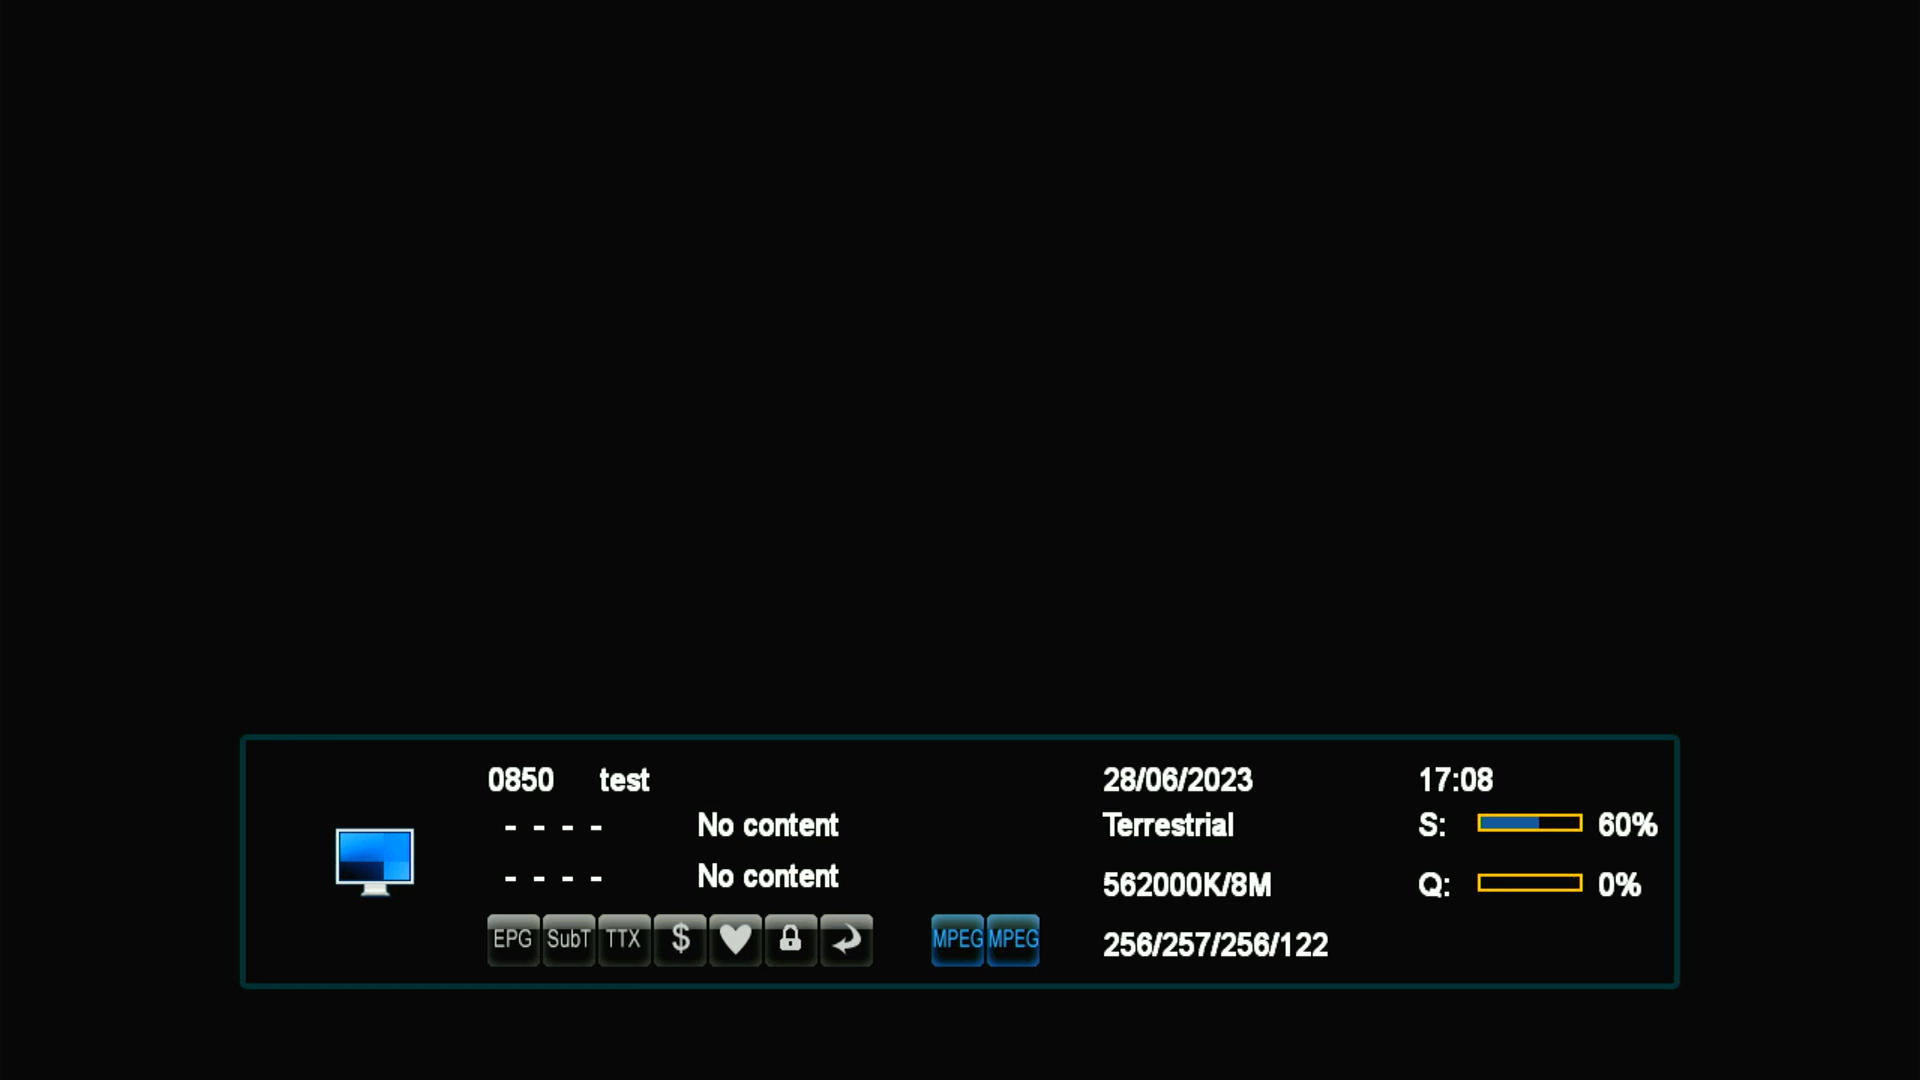 0850 test 28/06/2023 17:08
- - - - No content Terrestrial S: 60%
- - - - No content 562000K/8M Q: 0%
EPG SubT TTX $ MPEG MPEG 256/257/256/122